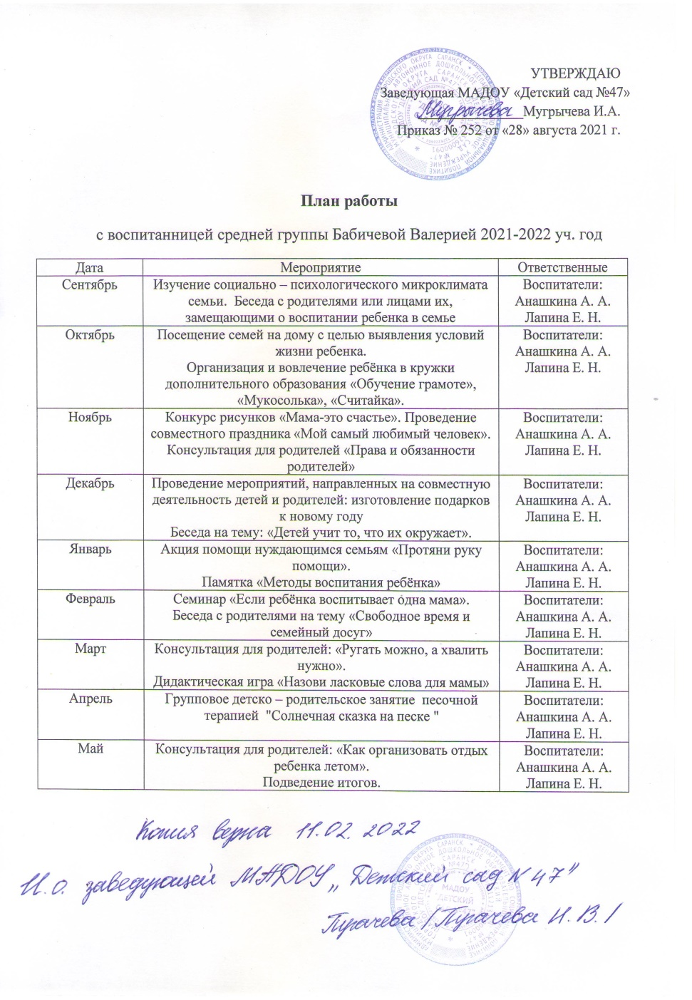 УТВЕРЖДАЮ
Заведующая МАДОУ «Детский сад №47»
Мугрычева Мугрычева И.А.
Приказ № 252 от «28» августа 2021 г.
План работы
с воспитанницей средней группы Бабичевой Валерией 2021-2022 уч. год
Дата Мероприятие Ответственные
Сентябрь Изучение социально – психологического микроклимата Воспитатели:
семьи. Беседа с родителями или лицами их, Анашкина А. А.
замещающими о воспитании ребенка в семье Лапина Е. Н.
Октябрь Посещение семей на дому с целью выявления условий Воспитатели:
жизни ребенка. Анашкина А. А.
Организация и вовлечение ребёнка в кружки Лапина Е. Н.
дополнительного образования «Обучение грамоте»,
«Мукосолька», «Считайка».
Ноябрь Конкурс рисунков «Мама-это счастье». Проведение Воспитатели:
совместного праздника «Мой самый любимый человек». Анашкина А. А.
Консультация для родителей «Права и обязанности Лапина Е. Н.
родителей»
Декабрь Проведение мероприятий, направленных на совместную Воспитатели:
деятельность детей и родителей: изготовление подарков Анашкина А. А.
к новому году Лапина Е. Н.
Беседа на тему: «Детей учит то, что их окружает».
Январь Акция помощи нуждающимся семьям «Протяни руку Воспитатели:
помощи». Анашкина А. А.
Памятка «Методы воспитания ребёнка» Лапина Е. Н.
Февраль Семинар «Если ребёнка воспитывает одна мама». Воспитатели:
Беседа с родителями на тему «Свободное время и Анашкина А. А.
семейный досуг» Лапина Е. Н.
Март Консультация для родителей: «Ругать можно, а хвалить Воспитатели:
нужно». Анашкина А. А.
Дидактическая игра «Назови ласковые слова для мамы» Лапина Е. Н.
Апрель Групповое детско – родительское занятие песочной Воспитатели:
терапией "Солнечная сказка на песке " Анашкина А. А.
Лапина Е. Н.
Май Консультация для родителей: «Как организовать отдых Воспитатели:
ребенка летом». Анашкина А. А.
Подведение итогов. Лапина Е. Н.
Копия верна 11.02.2022
И.о. заведующей МАДОУ „Детский сад №47"
МАДОУ
ДЕТСКИЙ